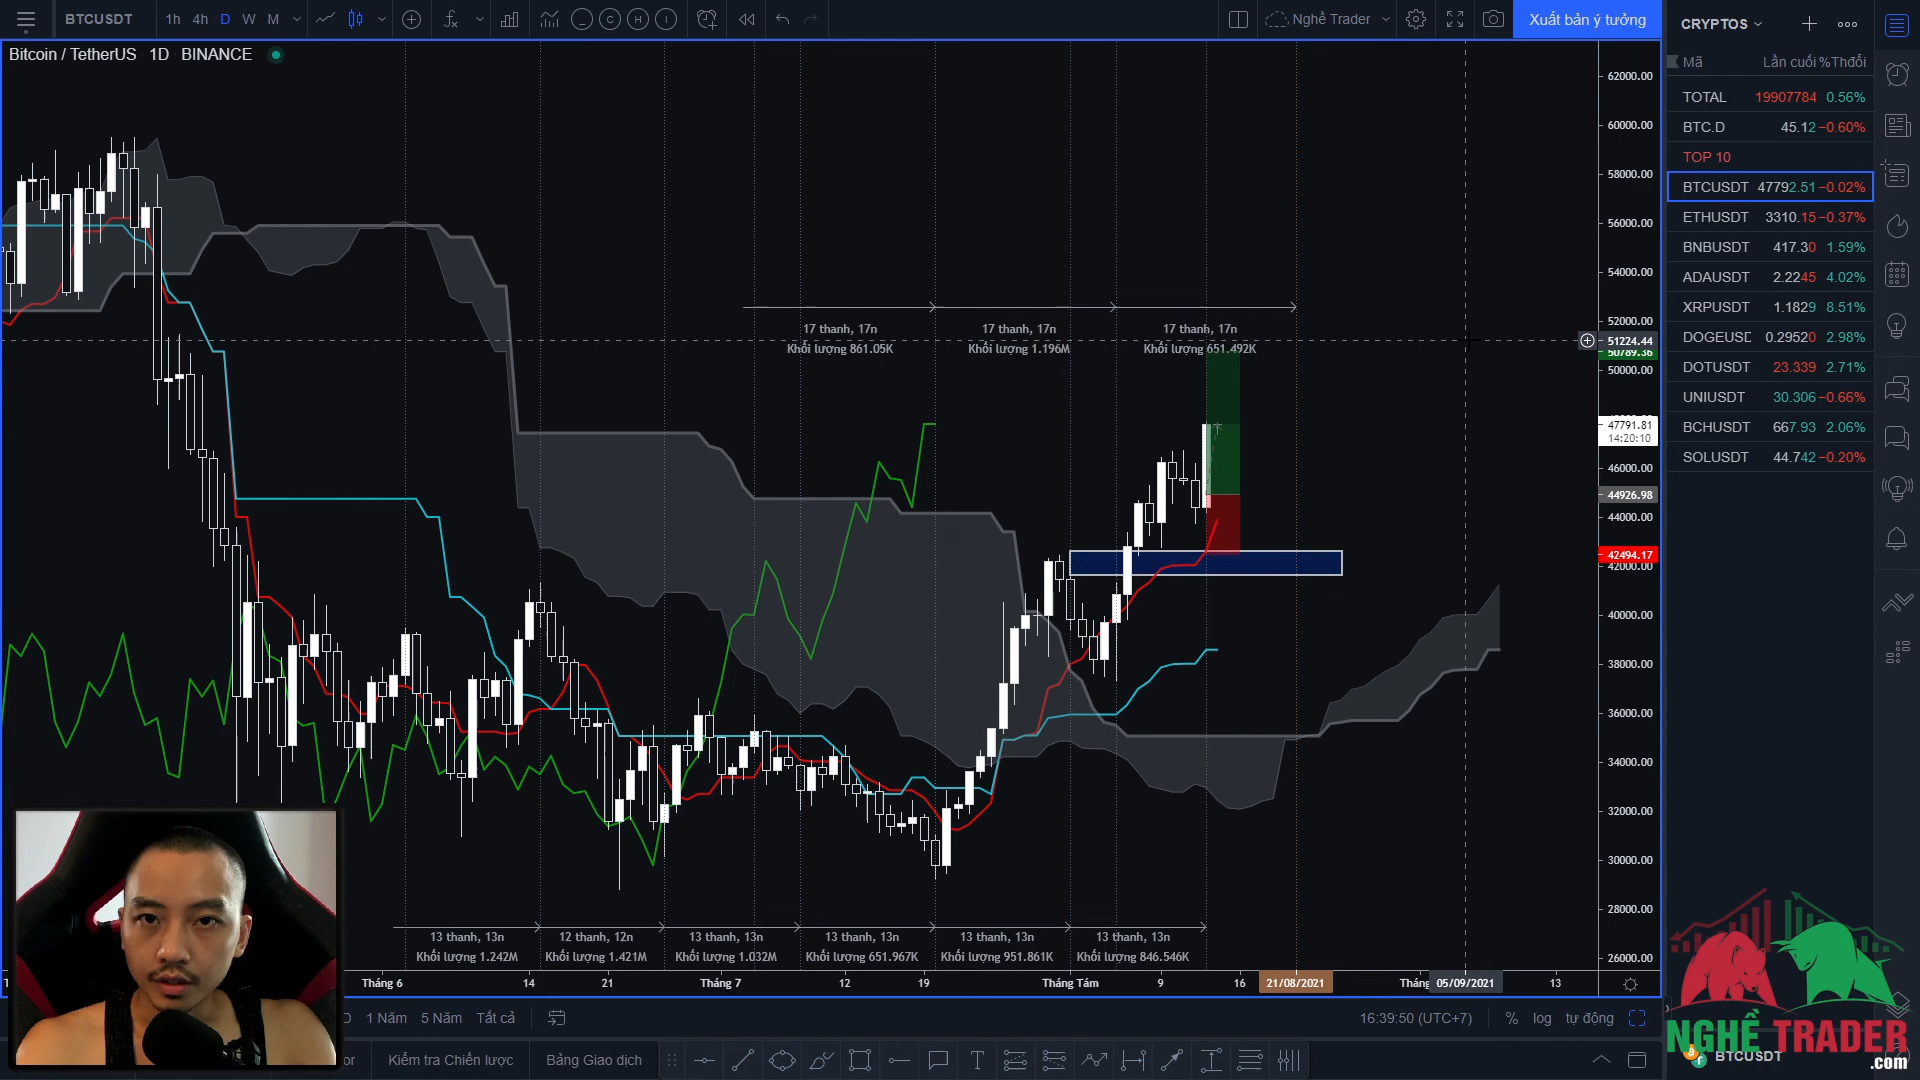 BTCUSDT 1h 4h D W M
Nghề Trader
Xuất bản ý tưởng
Bitcoin / TetherUS 1D BINANCE
17 thanh, 17n
Khối lượng 861.05K
17 thanh, 17n
Khối lượng 1.196M
17 thanh, 17n
Khối lượng 651.492K
13 thanh, 13n
Khối lượng 1.242M
12 thanh, 12n
Khối lượng 1.421M
13 thanh, 13n
Khối lượng 1.032M
13 thanh, 13n
Khối lượng 651.967K
13 thanh, 13n
Khối lượng 951.861K
13 thanh, 13n
Khối lượng 846.546K
62000.00
60000.00
58000.00
56000.00
54000.00
52000.00
51224.44
50789.36
50000.00
47791.81
14:20:10
46000.00
44926.98
44000.00
42494.17
42000.00
40000.00
38000.00
36000.00
34000.00
32000.00
30000.00
28000.00
26000.00
Tháng 6 14 21 Tháng 7 12 19 Tháng Tám 9 16 21/08/2021 Tháng 05/09/2021 13
1 Năm 5 Năm Tất cả
16:39:50 (UTC+7) % log tự động
Kiểm tra Chiến lược Bảng Giao dịch
CRYPTOS
Mã Lần cuối %Thđổi
TOTAL 19907784 0.56%
BTC.D 45.12 −0.60%
TOP 10
BTCUSDT 47792.51 −0.02%
ETHUSDT 3310.15 −0.37%
BNBUSDT 417.30 1.59%
ADAUSDT 2.2245 4.02%
XRPUSDT 1.1829 8.51%
DOGEUSD 0.29520 2.98%
DOTUSDT 23.339 2.71%
UNIUSDT 30.306 −0.66%
BCHUSDT 667.93 2.06%
SOLUSDT 44.742 −0.20%
NGHỀ TRADER
.com
BTCUSDT